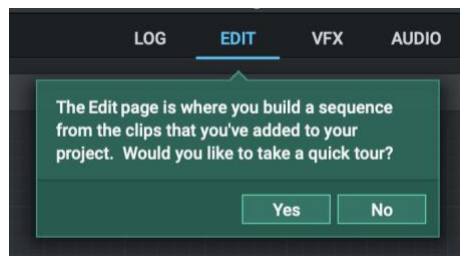 LOG EDIT VFX AUDIO
The Edit page is where you build a sequence
from the clips that you've added to your
project. Would you like to take a quick tour?
Yes No